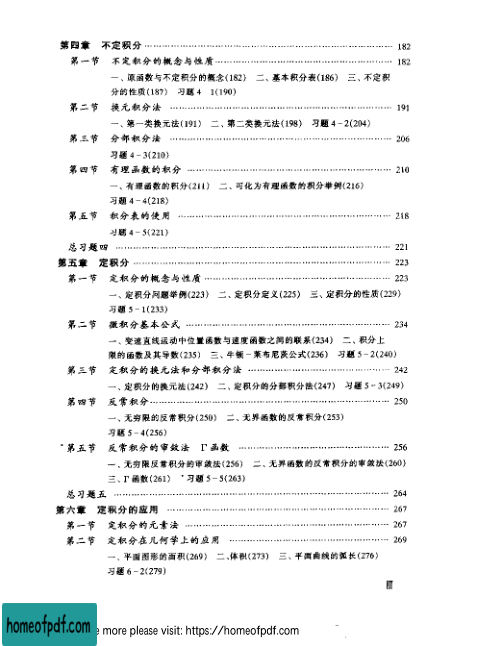 第四章 不定积分 …… 182
第一节 不定积分的概念与性质 …… 182
一、原函数与不定积分的概念(182) 二、基本积分表(186) 三、不定积
分的性质(187) 习题4 1(190)
第二节 换元积分法 …… 191
一、第一类换元法(191) 二、第二类换元法(198) 习题4-2(204)
第三节 分部积分法 …… 206
习题4-3(210)
第四节 有理函数的积分 …… 210
一、有理函数的积分(211) 二、可化为有理函数的积分举例(216)
习题4-4(218)
第五节 积分表的使用 …… 218
习题4-5(221)
总习题四 …… 221
第五章 定积分 …… 223
第一节 定积分的概念与性质 …… 223
一、定积分问题举例(223) 二、定积分定义(225) 三、定积分的性质(229)
习题5-1(233)
第二节 微积分基本公式 …… 234
一、变速直线运动中位置函数与速度函数之间的联系(234) 二、积分上
限的函数及其导数(235) 三、牛顿-莱布尼茨公式(236) 习题5-2(240)
第三节 定积分的换元法和分部积分法 …… 242
一、定积分的换元法(242) 二、定积分的分部积分法(247) 习题5-3(249)
第四节 反常积分 …… 250
一、无穷限的反常积分(250) 二、无界函数的反常积分(253)
习题5-4(256)
*第五节 反常积分的审敛法 Γ函数 …… 256
一、无穷限反常积分的审敛法(256) 二、无界函数的反常积分的审敛法(260)
三、Γ函数(261) *习题5-5(263)
总习题五 …… 264
第六章 定积分的应用 …… 267
第一节 定积分的元素法 …… 267
第二节 定积分在几何学上的应用 …… 269
一、平面图形的面积(269) 二、体积(273) 三、平面曲线的弧长(276)
习题6-2(279)
homeofpdf.com
more please visit: https://homeofpdf.com